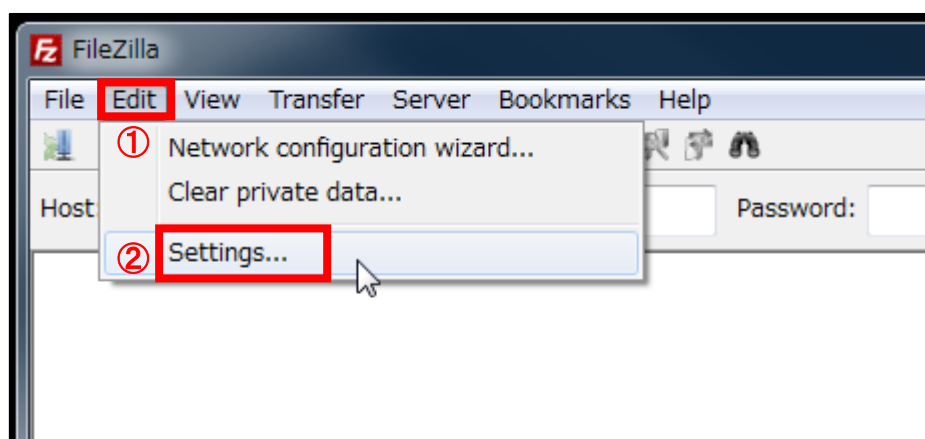 FileZilla
File Edit View Transfer Server Bookmarks Help
① Network configuration wizard...
Clear private data...
Host: Password:
② Settings...